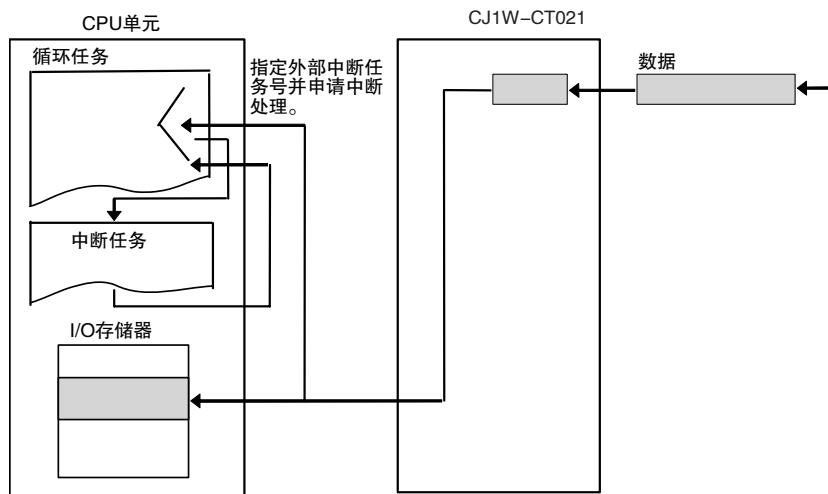 CPU单元
CJ1W–CT021
循环任务
指定外部中断任
务号并申请中断
处理。
数据
中断任务
I/O存储器